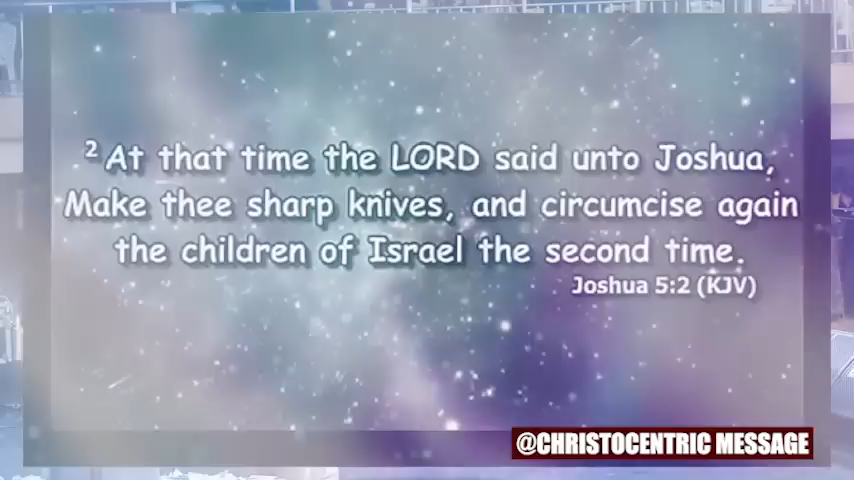 2 At that time the LORD said unto Joshua,
Make thee sharp knives, and circumcise again
the children of Israel the second time.
Joshua 5:2 (KJV)
@CHRISTOCENTRIC MESSAGE